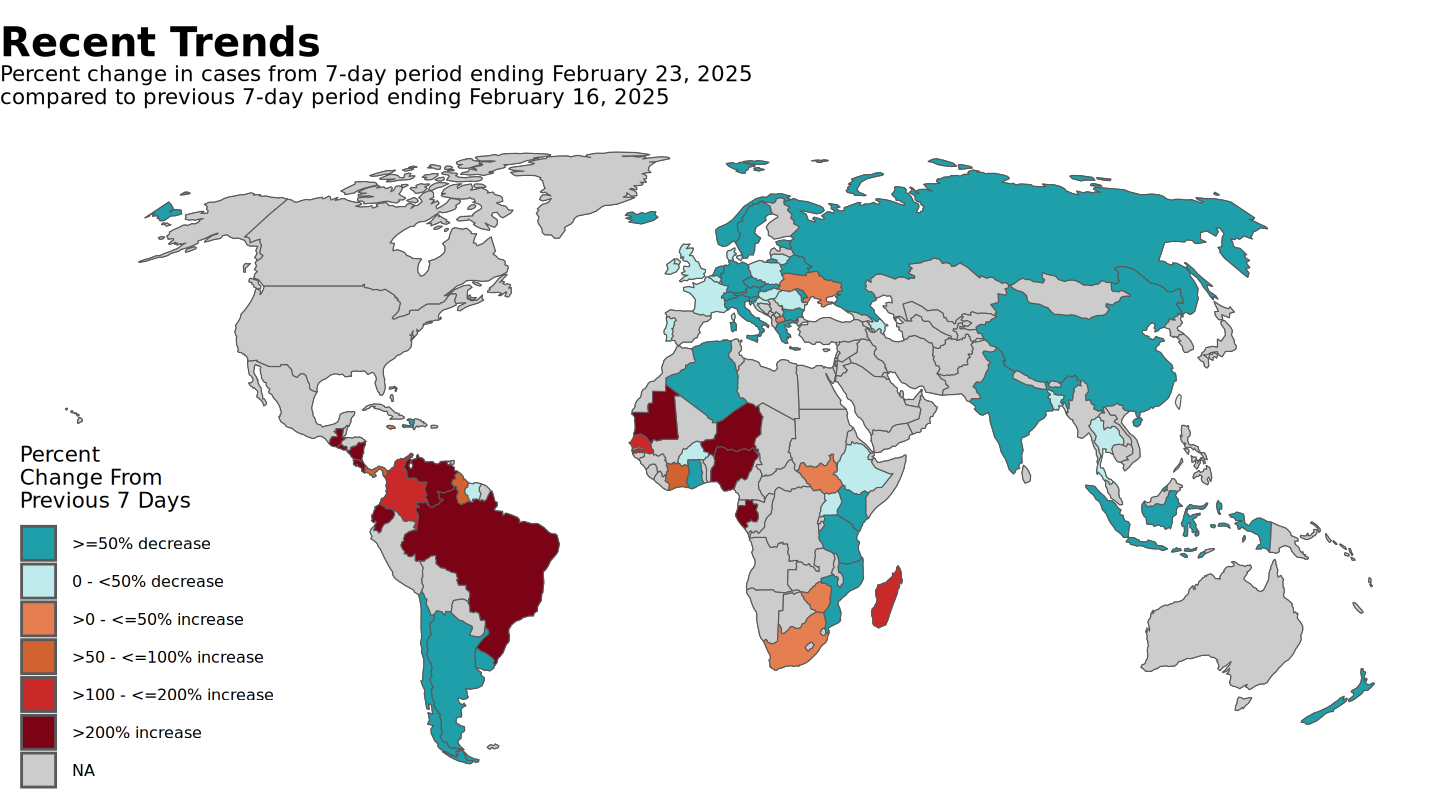 Recent Trends
Percent change in cases from 7-day period ending February 23, 2025
compared to previous 7-day period ending February 16, 2025
Percent
Change From
Previous 7 Days
>=50% decrease
0 - <50% decrease
>0 - <=50% increase
>50 - <=100% increase
>100 - <=200% increase
>200% increase
NA